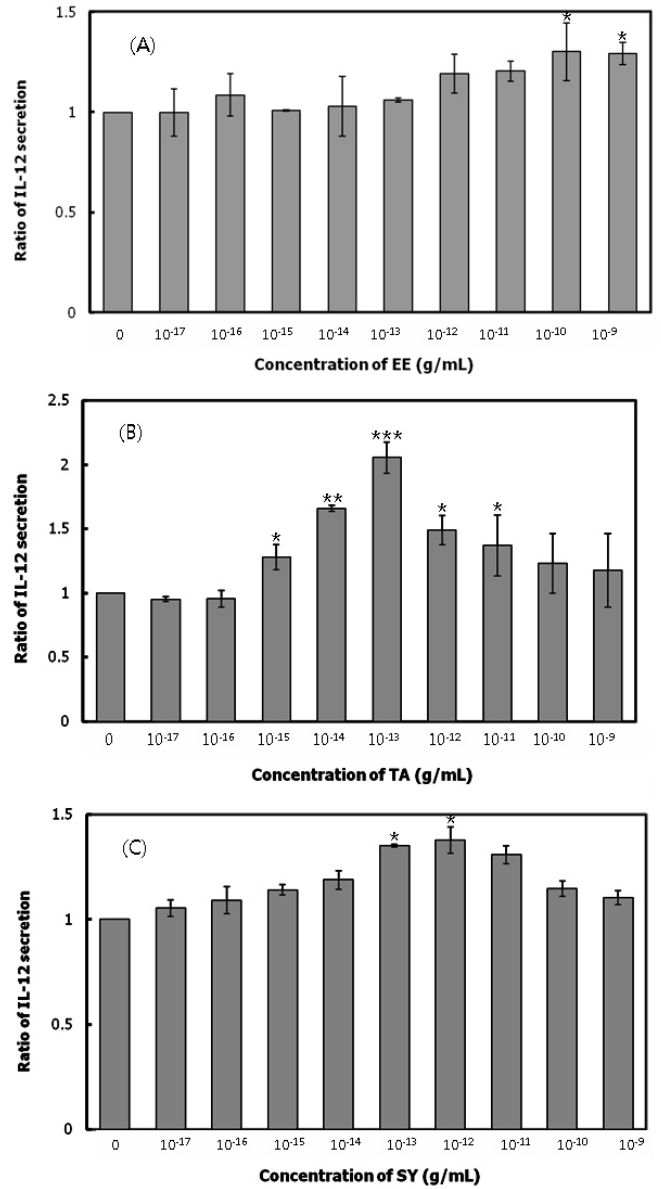 (A)
Ratio of IL-12 secretion
1.5
1
0.5
0
* *
0 10⁻¹⁷ 10⁻¹⁶ 10⁻¹⁵ 10⁻¹⁴ 10⁻¹³ 10⁻¹² 10⁻¹¹ 10⁻¹⁰ 10⁻⁹
Concentration of EE (g/mL)
(B)
Ratio of IL-12 secretion
2.5
2
1.5
1
0.5
0
* ** *** * *
0 10⁻¹⁷ 10⁻¹⁶ 10⁻¹⁵ 10⁻¹⁴ 10⁻¹³ 10⁻¹² 10⁻¹¹ 10⁻¹⁰ 10⁻⁹
Concentration of TA (g/mL)
(C)
Ratio of IL-12 secretion
1.5
1
0.5
0
* *
0 10⁻¹⁷ 10⁻¹⁶ 10⁻¹⁵ 10⁻¹⁴ 10⁻¹³ 10⁻¹² 10⁻¹¹ 10⁻¹⁰ 10⁻⁹
Concentration of SY (g/mL)